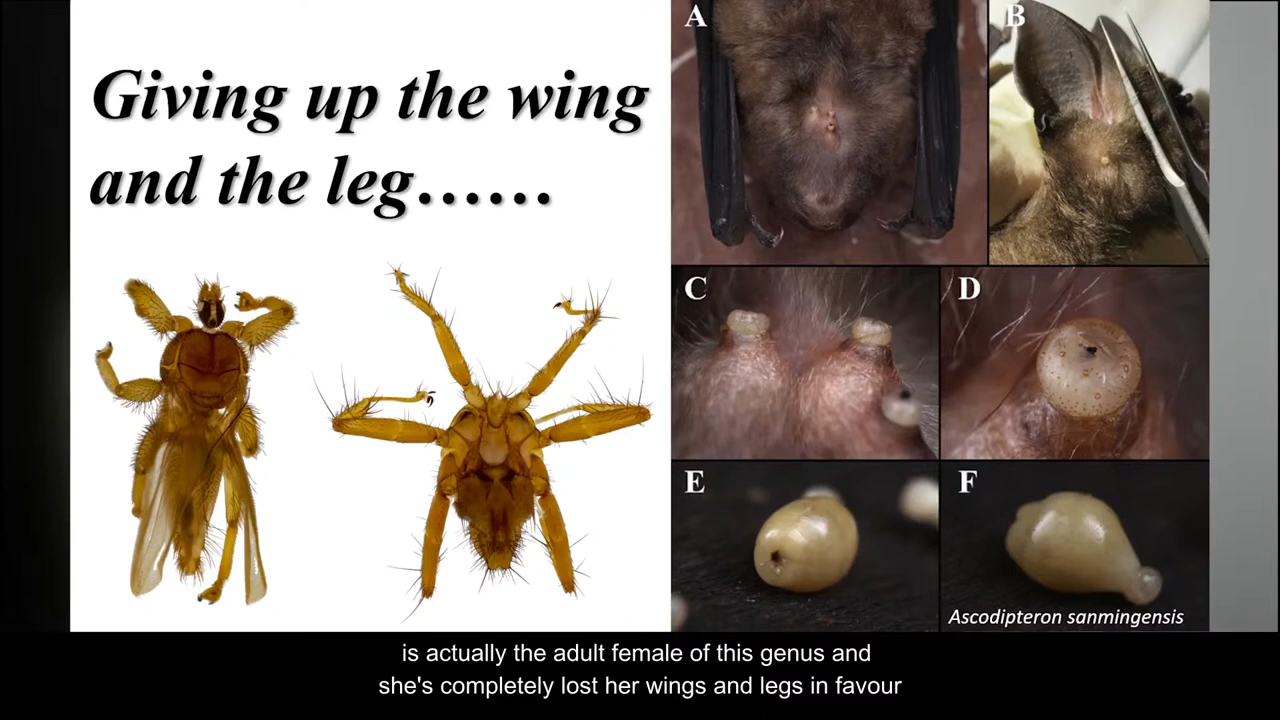 Giving up the wing
and the leg……
A
B
C
D
E
F
Ascodipteron sanmingensis
is actually the adult female of this genus and
she's completely lost her wings and legs in favour